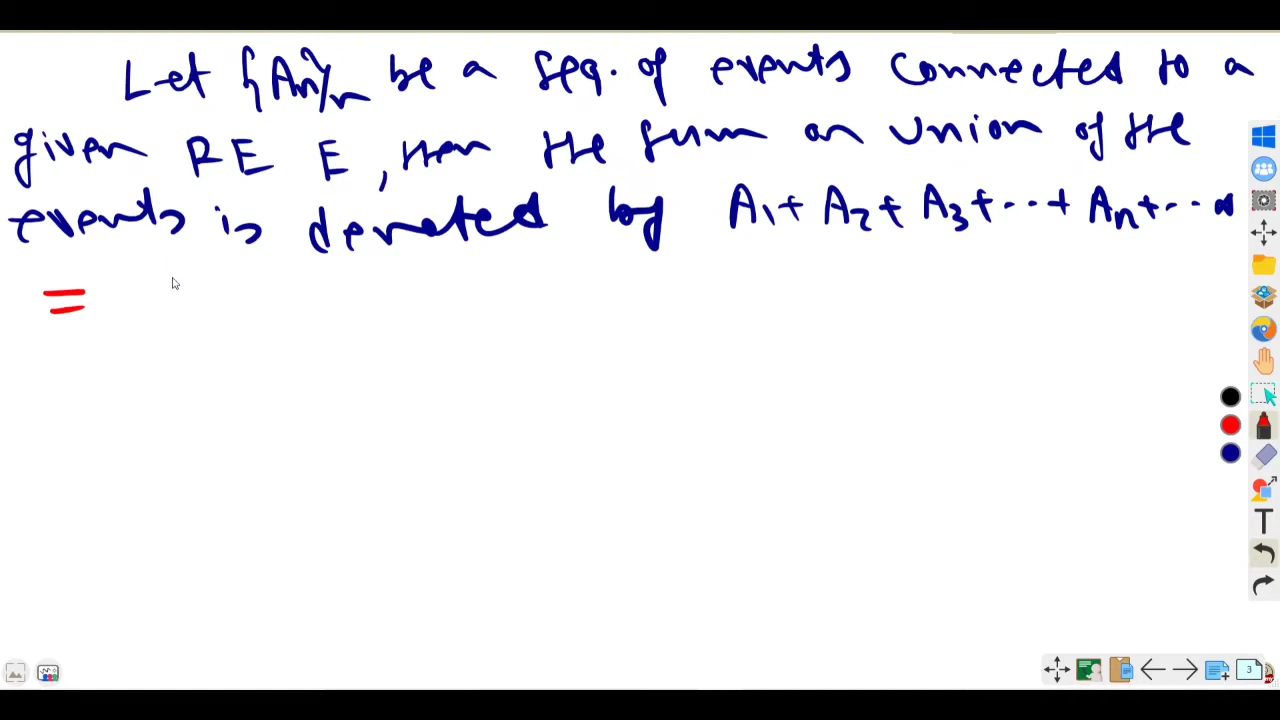 Let {An}n be a seq. of events connected to a
given RE E, then the sum or union of the
events is denoted by A1+ A2+ A3+ ··· + An+ ··· ∞
=
T
3